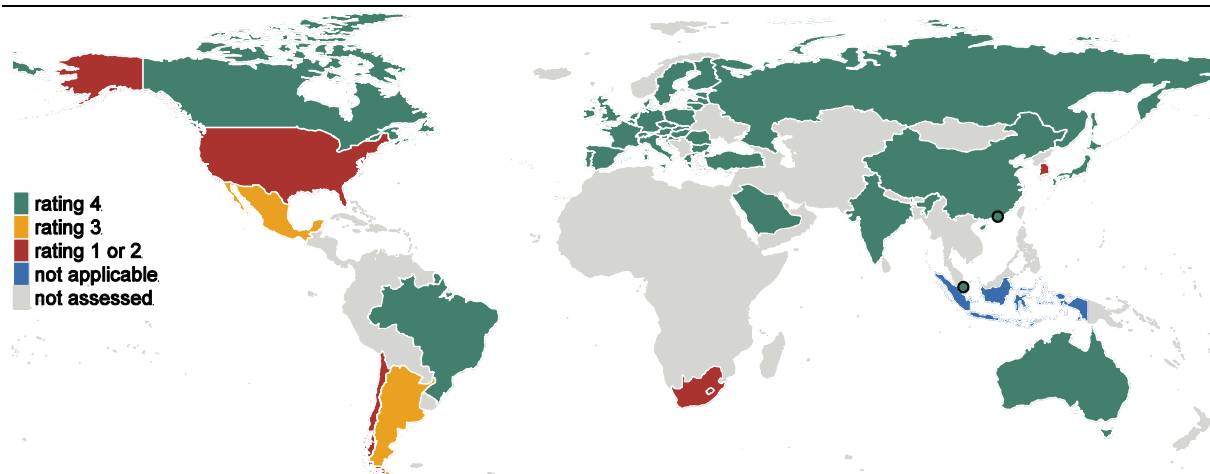 rating 4
rating 3
rating 1 or 2
not applicable
not assessed